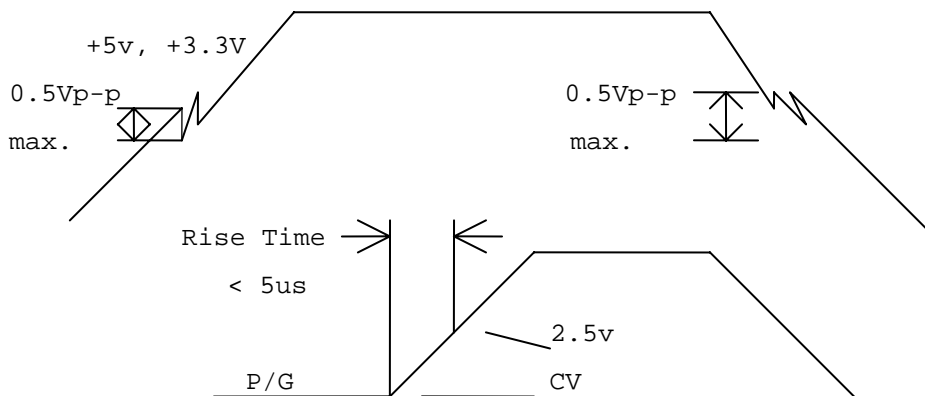 +5v, +3.3V
0.5Vp-p
max.
0.5Vp-p
max.
Rise Time
< 5us
2.5v
P/G
CV